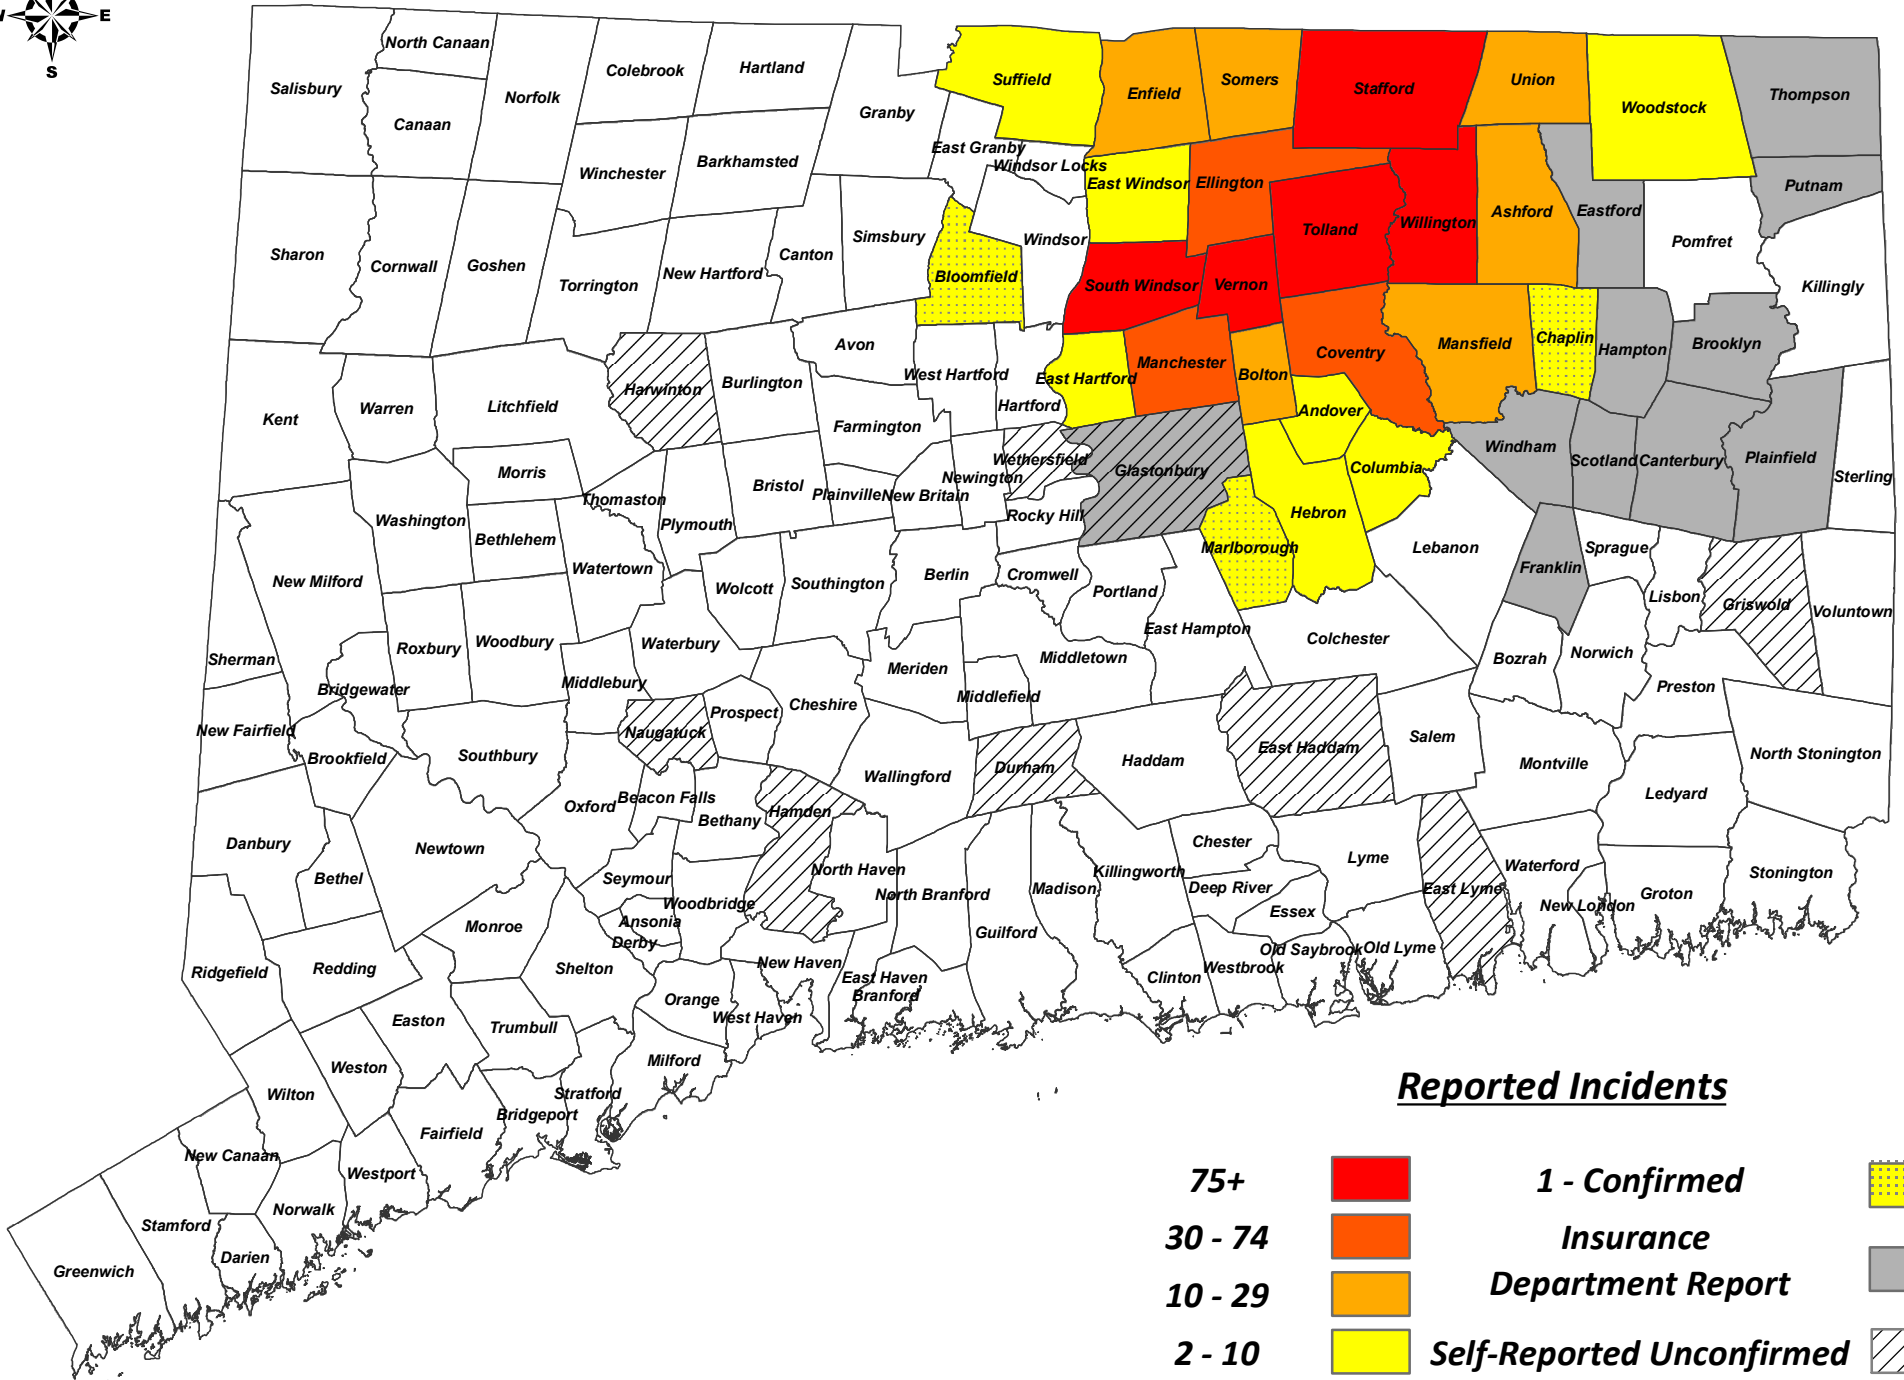 E
S
North Canaan
Colebrook
Hartland
Salisbury
Norfolk
Canaan
Granby
Suffield
Enfield
Somers
Stafford
Union
Woodstock
Thompson
East Granby
Windsor Locks
Winchester
Barkhamsted
East Windsor
Ellington
Willington
Ashford
Eastford
Putnam
Sharon
Cornwall
Goshen
Torrington
New Hartford
Canton
Simsbury
Bloomfield
Windsor
South Windsor
Vernon
Tolland
Pomfret
Killingly
Kent
Warren
Litchfield
Harwinton
Burlington
Avon
Farmington
West Hartford
Hartford
East Hartford
Manchester
Bolton
Coventry
Andover
Mansfield
Chaplin
Hampton
Brooklyn
Morris
Thomaston
Plymouth
Bristol
Plainville
New Britain
Newington
Wethersfield
Glastonbury
Rocky Hill
Marlborough
Hebron
Columbia
Windham
Scotland
Canterbury
Plainfield
Sterling
Washington
Bethlehem
Watertown
New Milford
Wolcott
Southington
Berlin
Cromwell
Portland
Lebanon
Franklin
Sprague
Lisbon
Griswold
Voluntown
Sherman
Bridgewater
Roxbury
Woodbury
Middlebury
Waterbury
Meriden
Middlefield
Middletown
East Hampton
Colchester
Bozrah
Norwich
Preston
New Fairfield
Brookfield
Southbury
Naugatuck
Prospect
Cheshire
Wallingford
Durham
Haddam
East Haddam
Salem
Montville
Ledyard
North Stonington
Oxford
Beacon Falls
Bethany
Hamden
Danbury
Bethel
Newtown
Seymour
Woodbridge
Ansonia
Derby
North Haven
North Branford
Madison
Killingworth
Chester
Deep River
Essex
Lyme
East Lyme
Waterford
New London
Groton
Stonington
Ridgefield
Redding
Monroe
Shelton
Orange
New Haven
West Haven
East Haven
Branford
Guilford
Clinton
Westbrook
Old Saybrook
Old Lyme
Easton
Trumbull
Milford
Weston
Wilton
Stratford
Bridgeport
Fairfield
New Canaan
Westport
Norwalk
Stamford
Darien
Greenwich
Reported Incidents
75+
1 - Confirmed
30 - 74
Insurance
Department Report
10 - 29
2 - 10
Self-Reported Unconfirmed